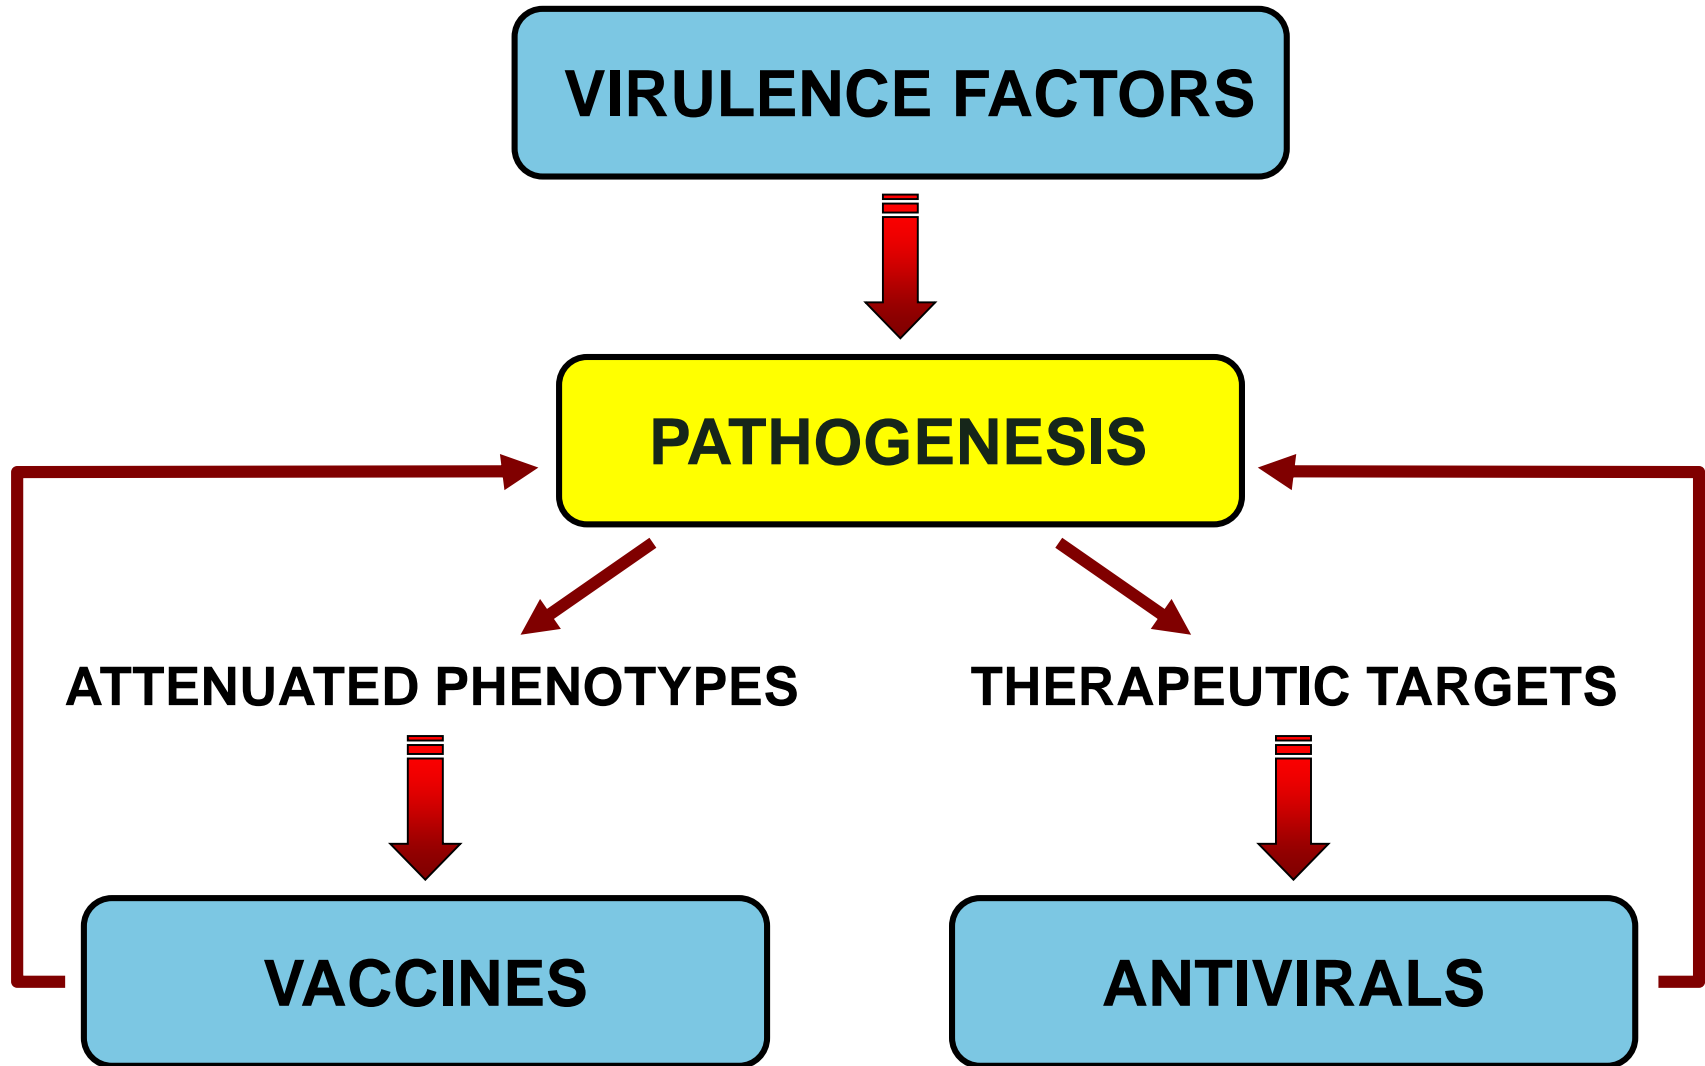 VIRULENCE FACTORS
PATHOGENESIS
ATTENUATED PHENOTYPES
THERAPEUTIC TARGETS
VACCINES
ANTIVIRALS